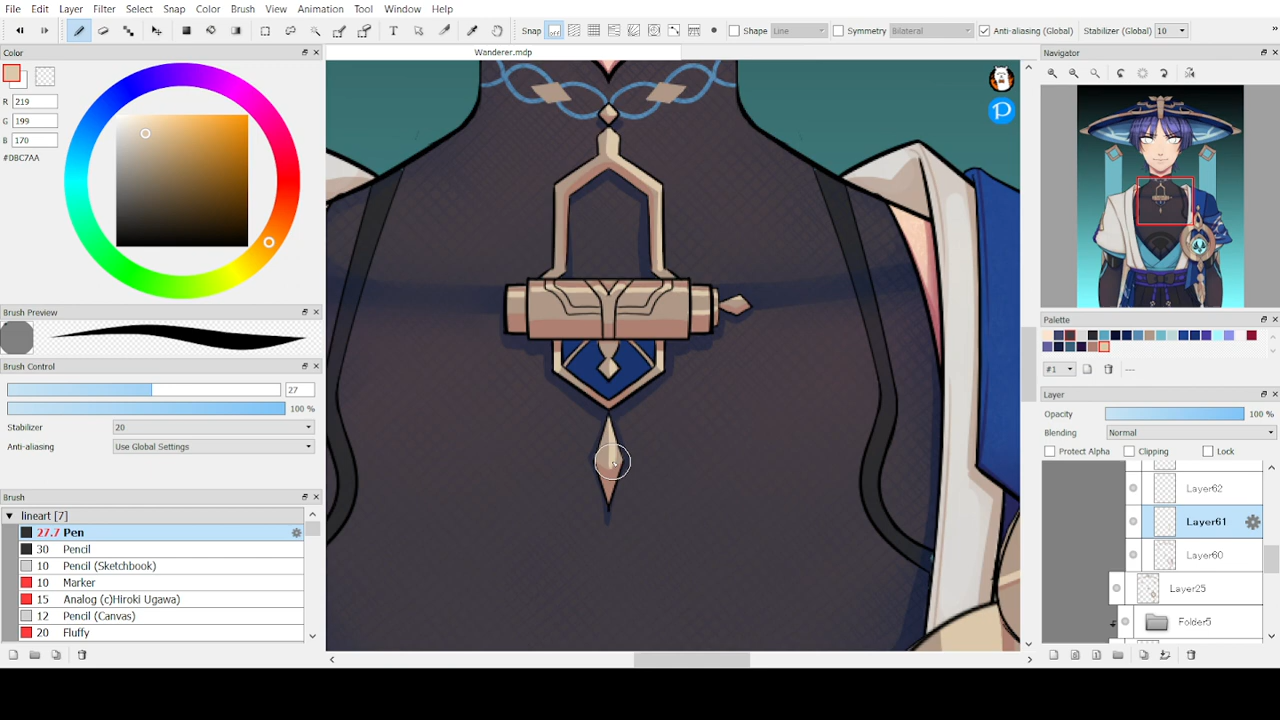 File Edit Layer Filter Select Snap Color Brush View Animation Tool Window Help
Snap Shape Line Symmetry Bilateral Anti-aliasing (Global) Stabilizer (Global) 10 »
Color Wanderer.mdp Navigator
R 219
G 199
B 170
#DBC7AA
Brush Preview
Palette
#1 ---
Brush Control
27
100 %
Stabilizer 20
Anti-aliasing Use Global Settings
Layer
Opacity 100 %
Blending Normal
Protect Alpha Clipping Lock
Layer62
Layer61
Layer60
Layer25
Folder5
Brush
lineart [7]
27.7 Pen
30 Pencil
10 Pencil (Sketchbook)
10 Marker
15 Analog (c)Hiroki Ugawa)
12 Pencil (Canvas)
20 Fluffy